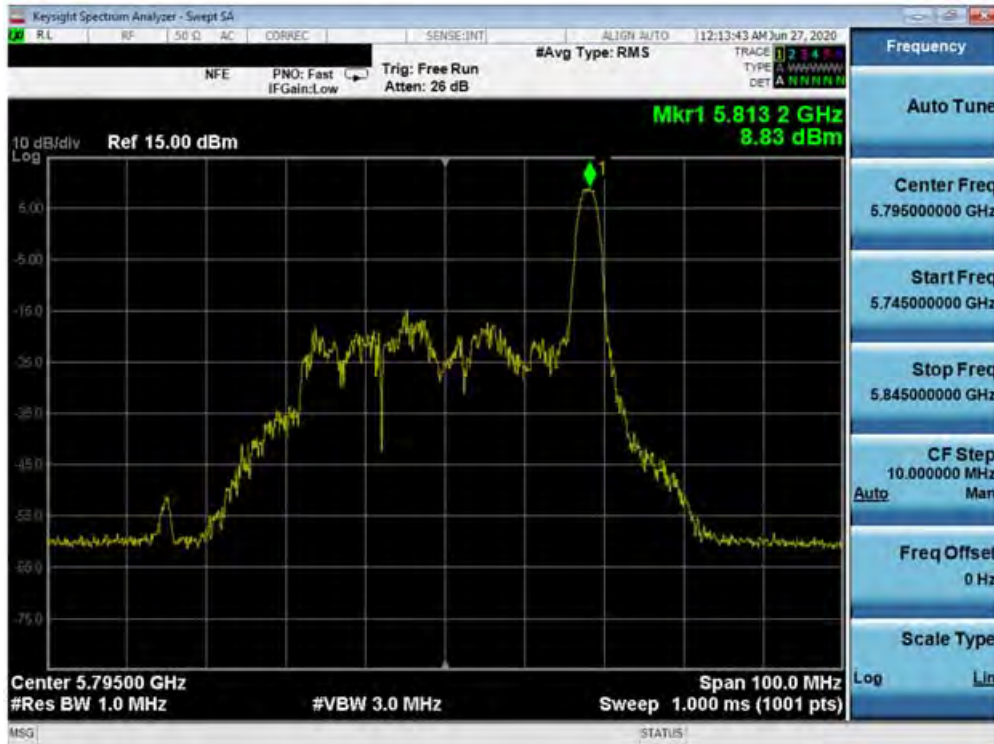 Keysight Spectrum Analyzer - Swept SA
RL RF 50 Ω AC CORREC SENSE:INT ALIGN AUTO 12:13:43 AM Jun 27, 2020
#Avg Type: RMS
TRACE 1 2 3 4 5
TYPE A WWWWW
DET A N N N N N
NFE PNO: Fast Trig: Free Run
IFGain:Low Atten: 26 dB
Mkr1 5.813 2 GHz
8.83 dBm
10 dB/div Ref 15.00 dBm
Log
5.00
-5.00
-15.0
-25.0
-35.0
-45.0
-55.0
-65.0
-75.0
1
Center 5.79500 GHz Span 100.0 MHz
#Res BW 1.0 MHz #VBW 3.0 MHz Sweep 1.000 ms (1001 pts)
MSG STATUS
Frequency
Auto Tune
Center Freq
5.795000000 GHz
Start Freq
5.745000000 GHz
Stop Freq
5.845000000 GHz
CF Step
10.000000 MHz
Auto Man
Freq Offset
0 Hz
Scale Type
Log Lin